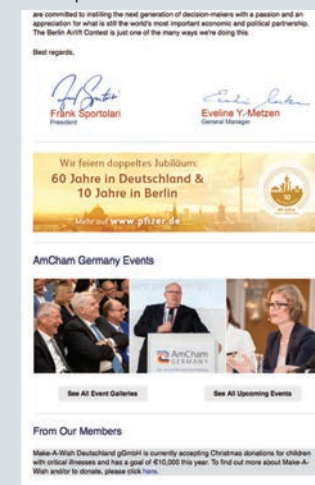 are committed to instilling the next generation of decision-makers with a passion and an
appreciation for what is still the world's most important economic and political partnership.
The Berlin Airlift Contest is just one of the many ways we're doing this.
Best regards,
Frank Sportolari
President
Eveline Y. Metzen
General Manager
Wir feiern doppeltes Jubiläum:
60 Jahre in Deutschland &
10 Jahre in Berlin
Mehr auf www.pfizer.de
10
AmCham Germany Events
AmCham
GERMANY
See All Event Galleries
See All Upcoming Events
From Our Members
Make-A-Wish Deutschland gGmbH is currently accepting Christmas donations for children
with critical illnesses and has a goal of €10,000 this year. To find out more about Make-A-
Wish and/or to donate, please click here.